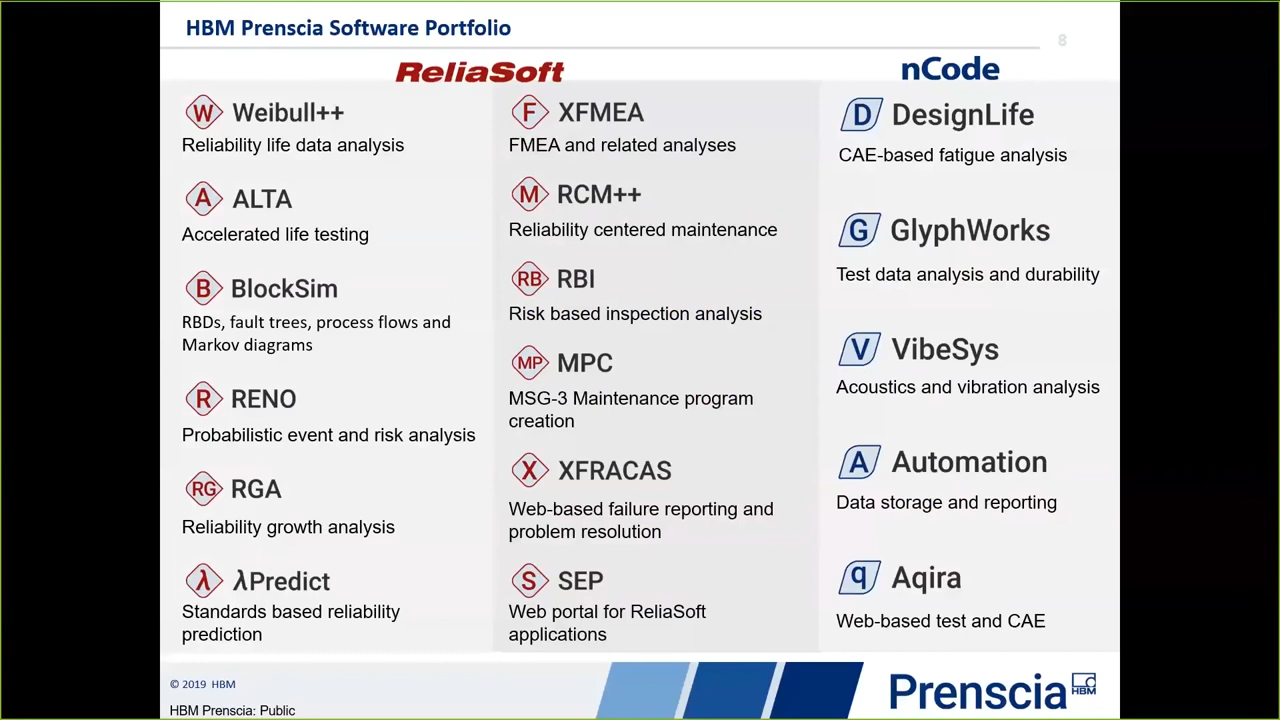 HBM Prenscia Software Portfolio
8
ReliaSoft
nCode
W Weibull++
Reliability life data analysis
A ALTA
Accelerated life testing
B BlockSim
RBDs, fault trees, process flows and
Markov diagrams
R RENO
Probabilistic event and risk analysis
RG RGA
Reliability growth analysis
λ λPredict
Standards based reliability
prediction
F XFMEA
FMEA and related analyses
M RCM++
Reliability centered maintenance
RB RBI
Risk based inspection analysis
MP MPC
MSG-3 Maintenance program
creation
X XFRACAS
Web-based failure reporting and
problem resolution
S SEP
Web portal for ReliaSoft
applications
D DesignLife
CAE-based fatigue analysis
G GlyphWorks
Test data analysis and durability
V VibeSys
Acoustics and vibration analysis
A Automation
Data storage and reporting
q Aqira
Web-based test and CAE
© 2019 HBM
HBM Prenscia: Public
Prenscia HBM